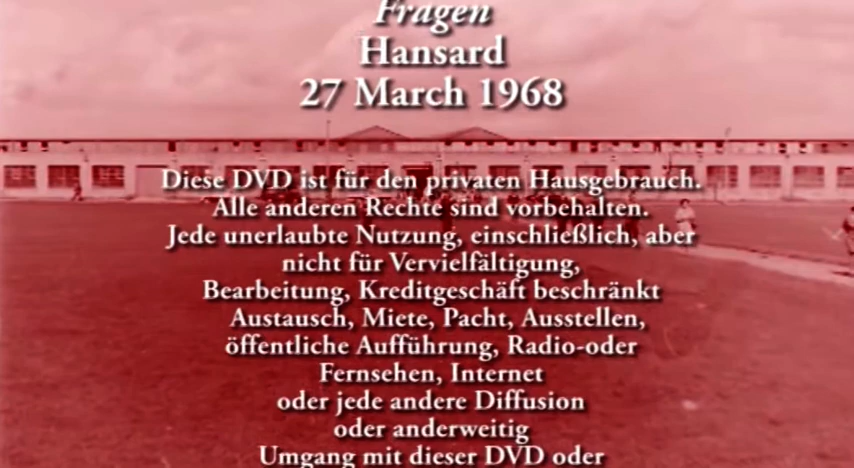 Fragen
Hansard
27 March 1968
Diese DVD ist für den privaten Hausgebrauch.
Alle anderen Rechte sind vorbehalten.
Jede unerlaubte Nutzung, einschließlich, aber
nicht für Vervielfältigung,
Bearbeitung, Kreditgeschäft beschränkt
Austausch, Miete, Pacht, Ausstellen,
öffentliche Aufführung, Radio-oder
Fernsehen, Internet
oder jede andere Diffusion
oder anderweitig
Umgang mit dieser DVD oder